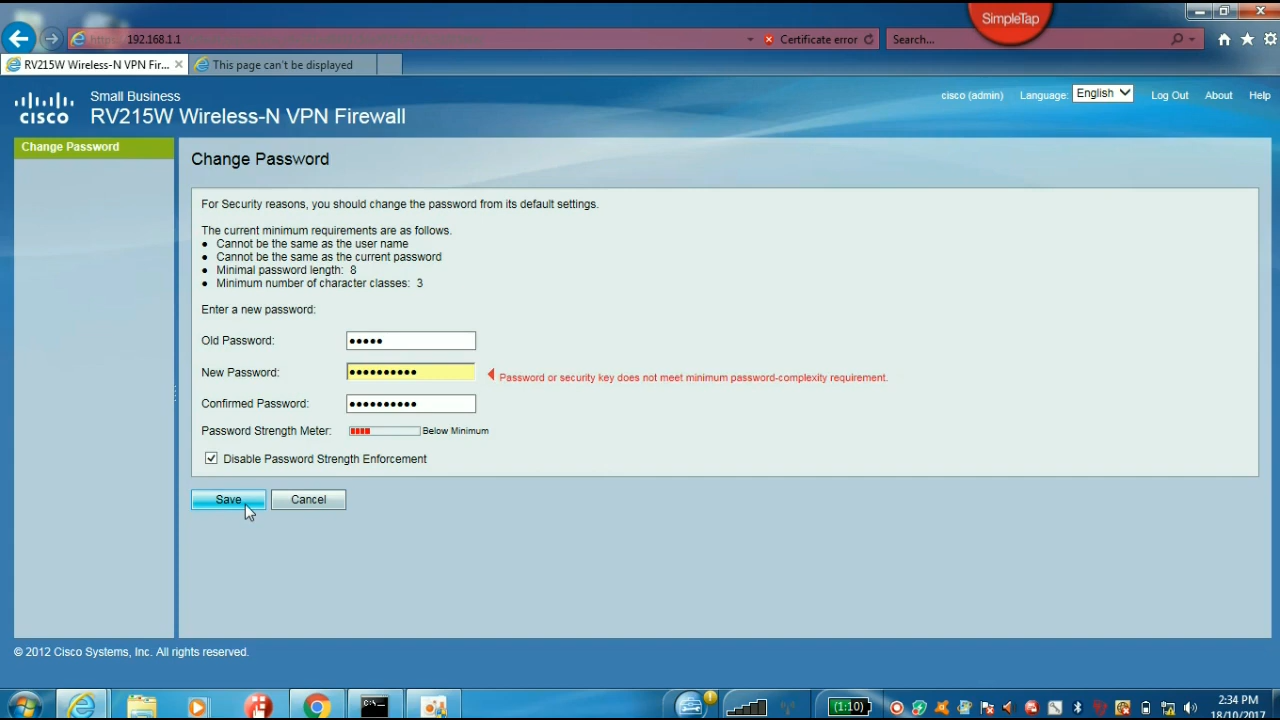 SimpleTap
https://192.168.1.1
Certificate error
Search...
RV215W Wireless-N VPN Fir...
This page can't be displayed
Small Business
cisco
RV215W Wireless-N VPN Firewall
cisco (admin) Language: English Log Out About Help
Change Password
Change Password
For Security reasons, you should change the password from its default settings.
The current minimum requirements are as follows.
● Cannot be the same as the user name
● Cannot be the same as the current password
● Minimal password length: 8
● Minimum number of character classes: 3
Enter a new password:
Old Password: ●●●●●
New Password: ●●●●●●●●●●
Password or security key does not meet minimum password-complexity requirement.
Confirmed Password: ●●●●●●●●●●
Password Strength Meter: Below Minimum
Disable Password Strength Enforcement
Save Cancel
© 2012 Cisco Systems, Inc. All rights reserved.
(1:10)
2:34 PM
18/10/2017